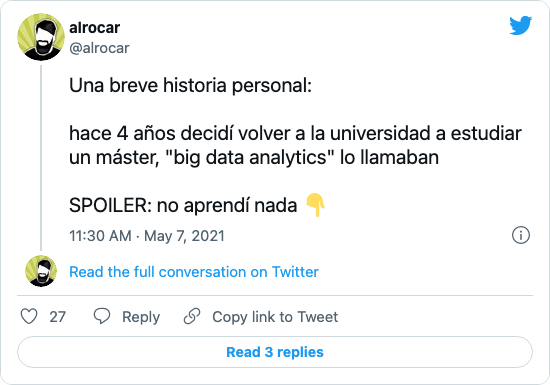 alrocar
@alrocar
Una breve historia personal:
hace 4 años decidí volver a la universidad a estudiar
un máster, "big data analytics" lo llamaban
SPOILER: no aprendí nada 👇
11:30 AM · May 7, 2021
Read the full conversation on Twitter
27 Reply Copy link to Tweet
Read 3 replies